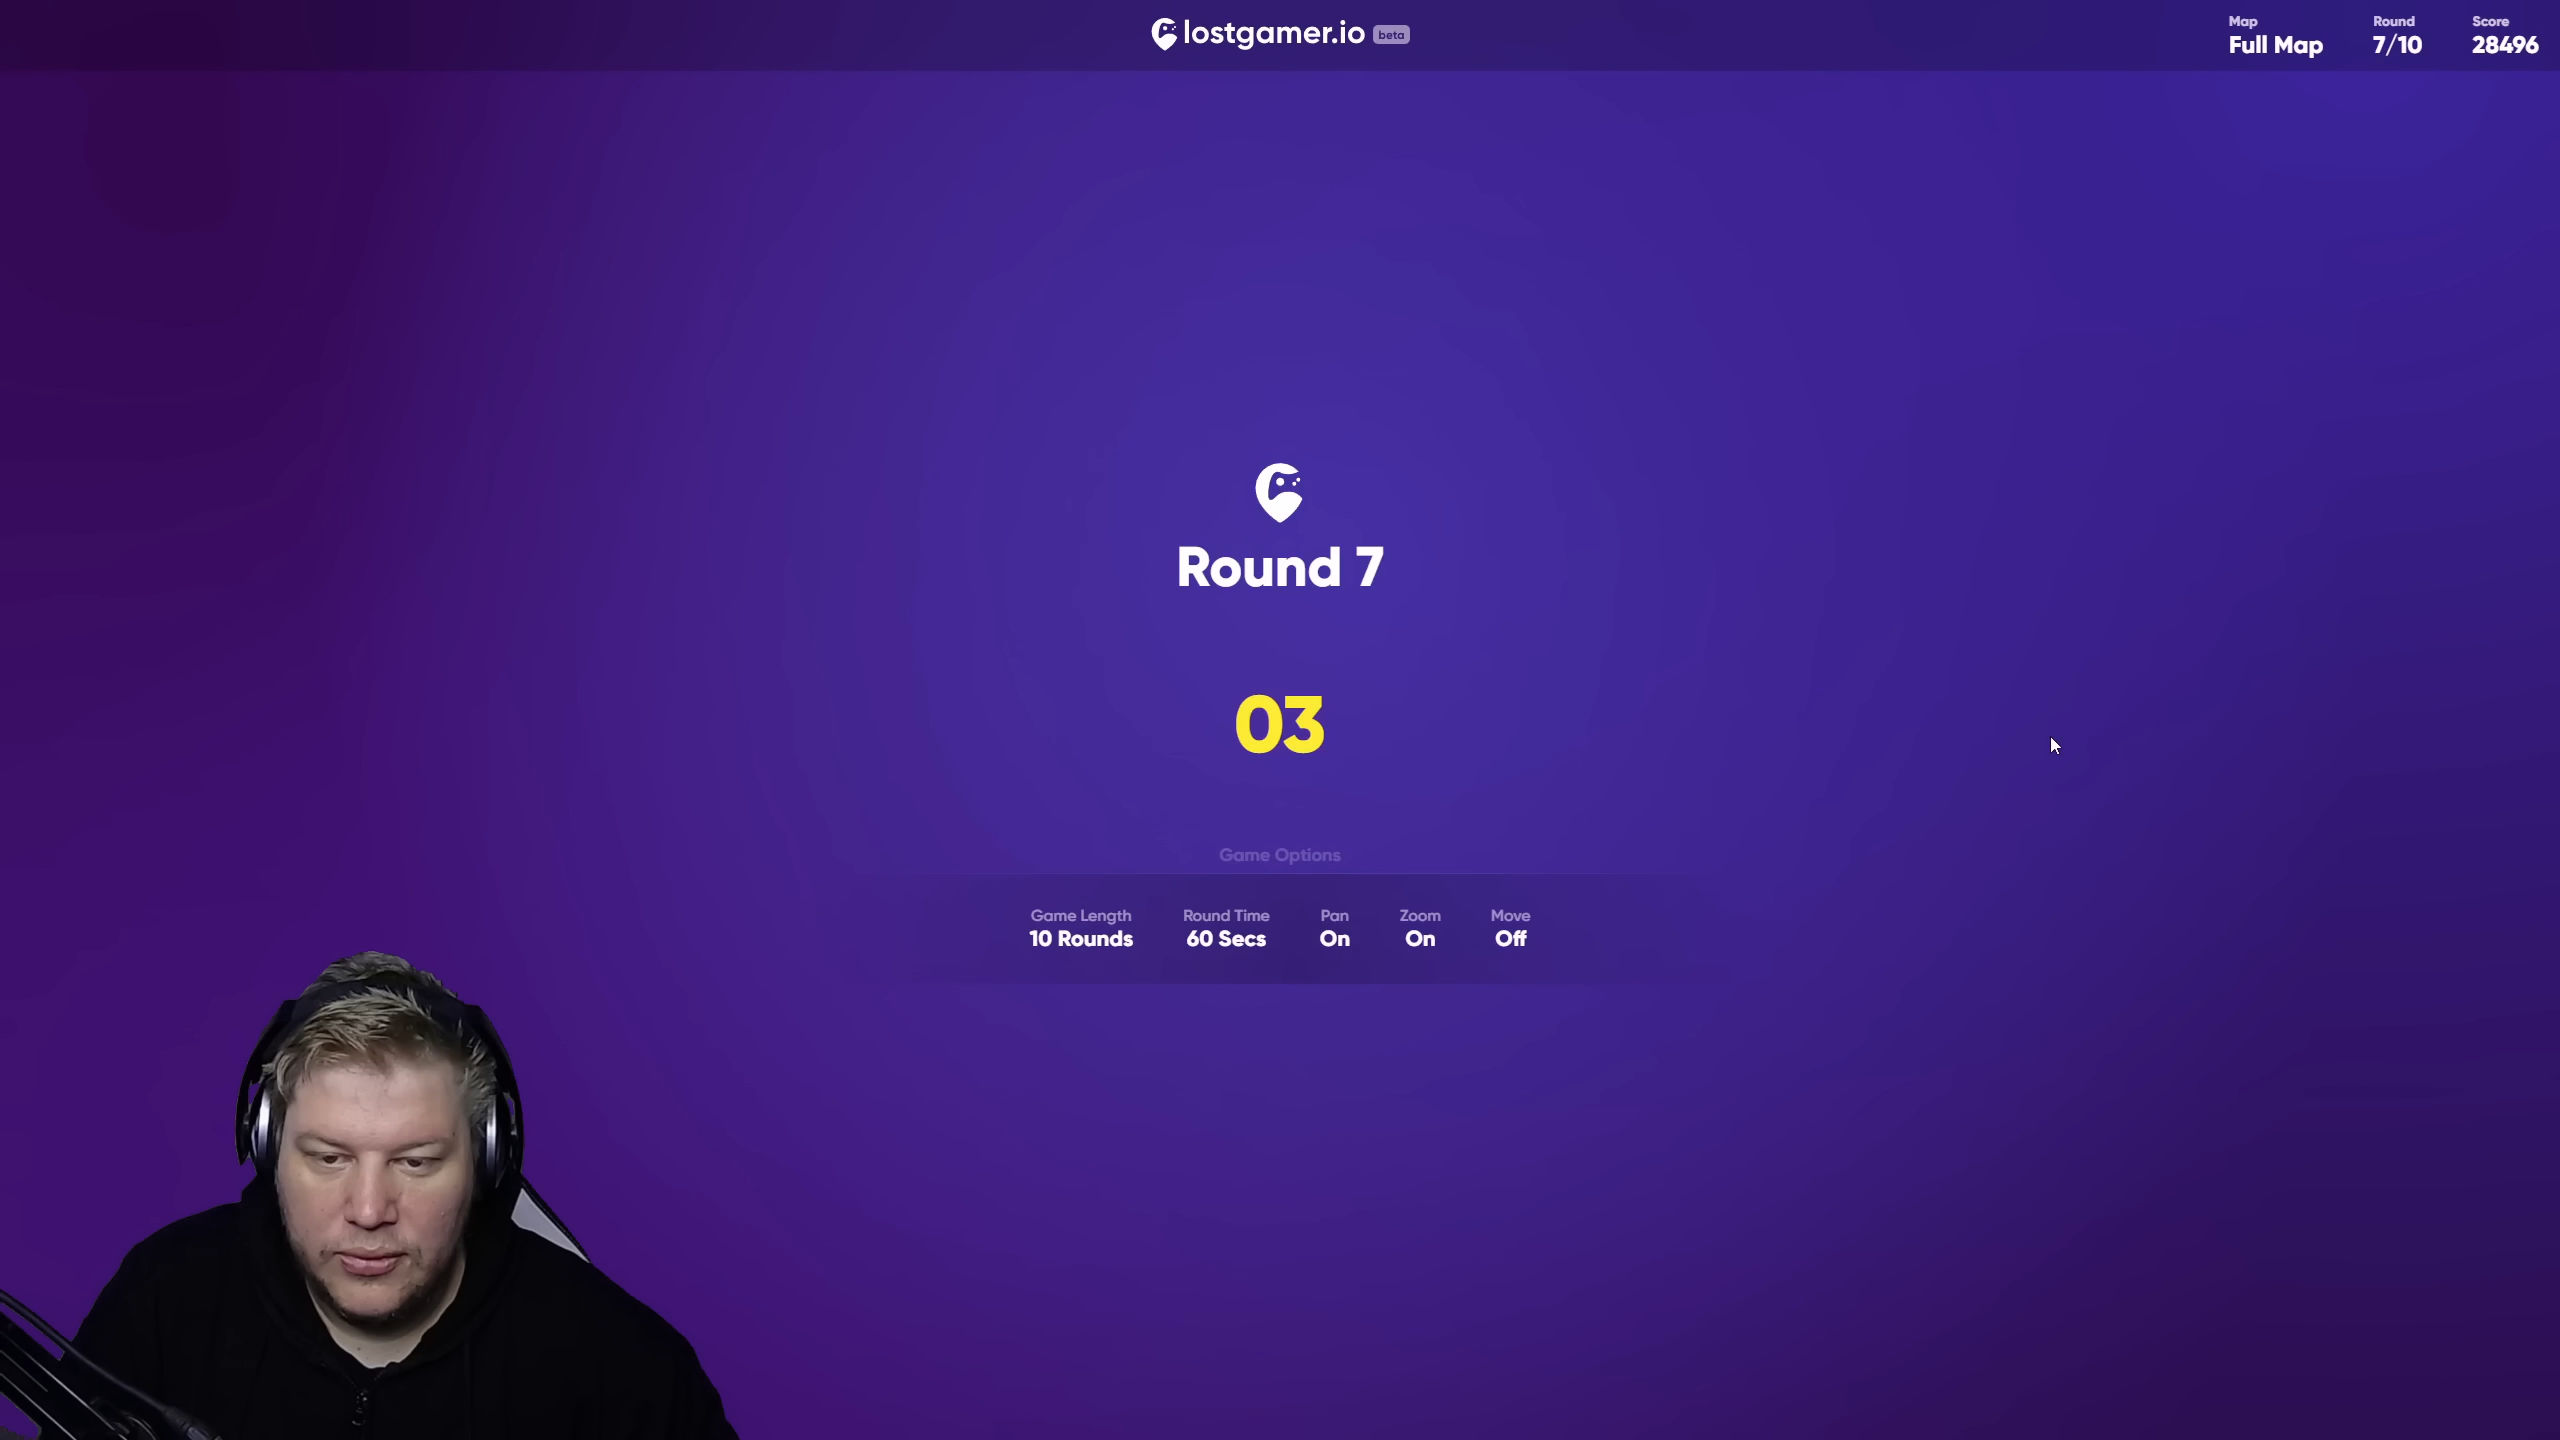 lostgamer.io beta
Map
Full Map
Round
7/10
Score
28496
Round 7
03
Game Options
Game Length
10 Rounds
Round Time
60 Secs
Pan
On
Zoom
On
Move
Off